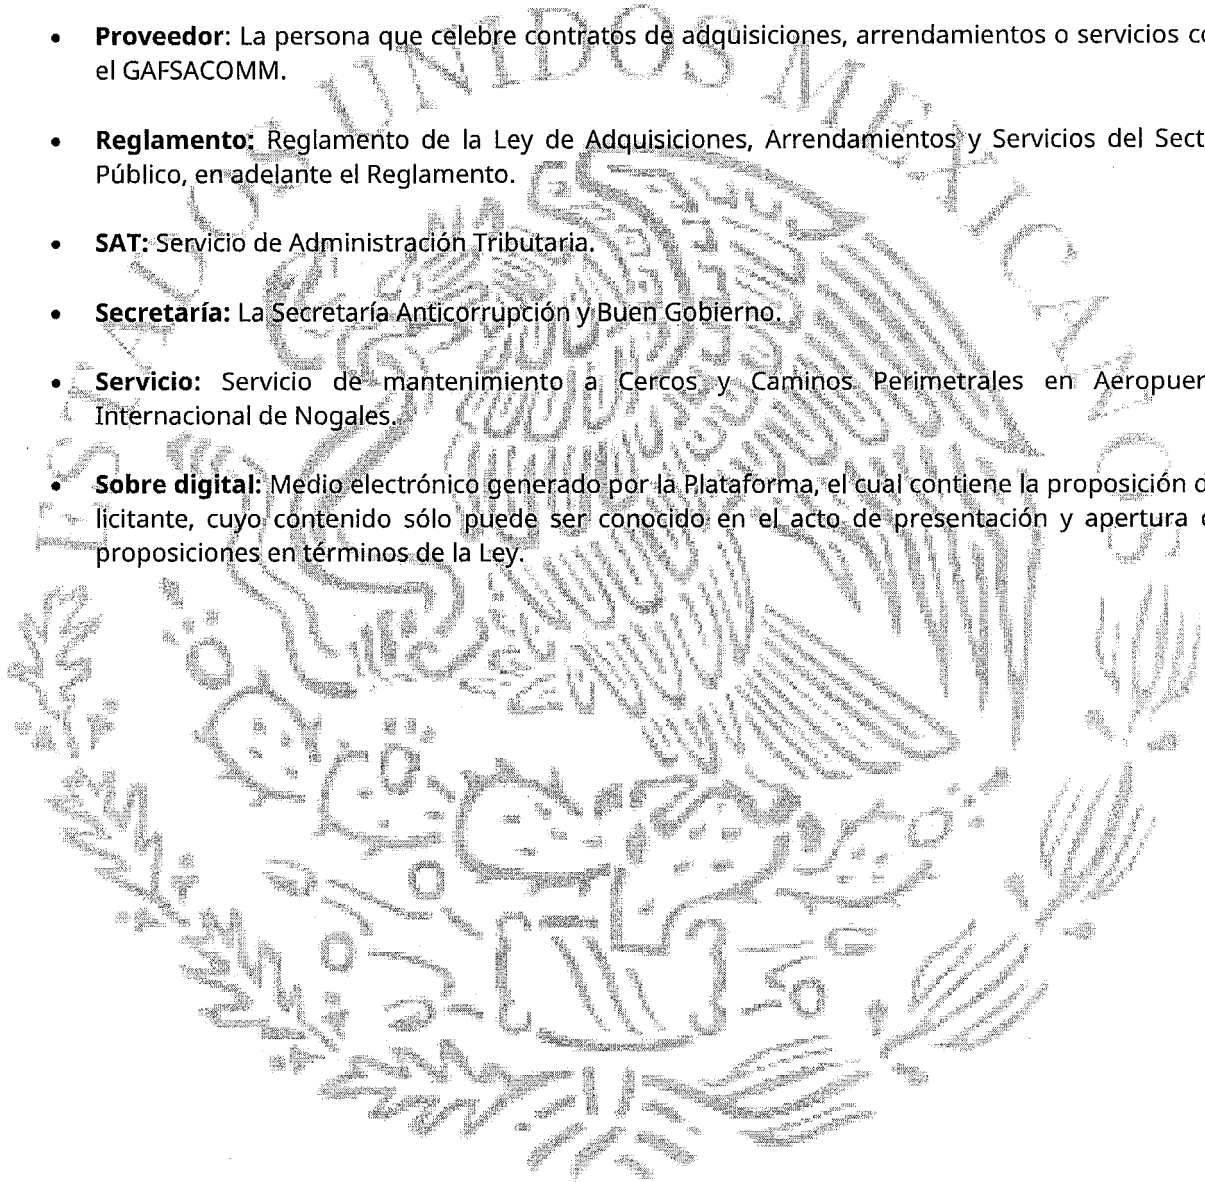 ESTADOS UNIDOS MEXICANOS
• Proveedor: La persona que celebre contratos de adquisiciones, arrendamientos o servicios co
el GAFSACOMM.
• Reglamento: Reglamento de la Ley de Adquisiciones, Arrendamientos y Servicios del Sect
Público, en adelante el Reglamento.
• SAT: Servicio de Administración Tributaria.
• Secretaría: La Secretaría Anticorrupción y Buen Gobierno.
• Servicio: Servicio de mantenimiento a Cercos y Caminos Perimetrales en Aeropuer
Internacional de Nogales.
• Sobre digital: Medio electrónico generado por la Plataforma, el cual contiene la proposición d
licitante, cuyo contenido sólo puede ser conocido en el acto de presentación y apertura d
proposiciones en términos de la Ley.